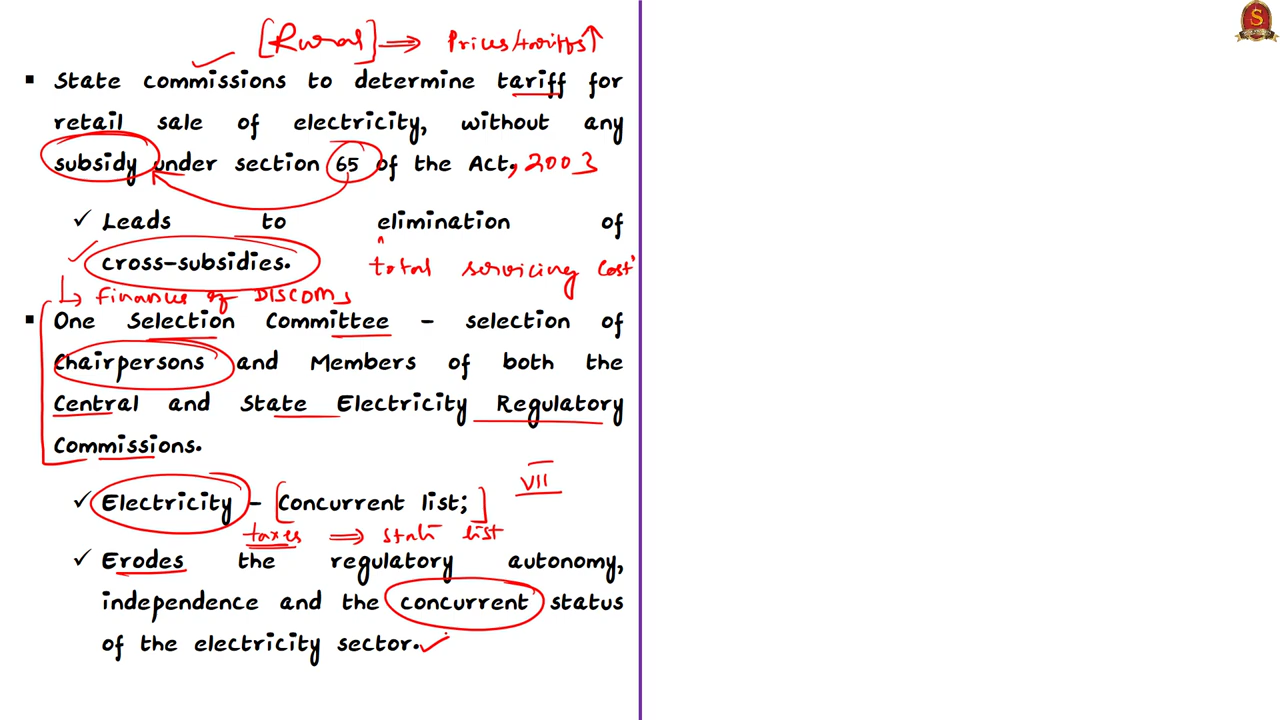 [Rural] ⇒ Prices/tariffs↑
▪ State commissions to determine tariff for
retail sale of electricity, without any
subsidy under section 65 of the Act, 2003
✓ Leads to elimination of
cross-subsidies.
^ total servicing cost
↳ finances of DISCOMs
▪ One Selection Committee – selection of
Chairpersons and Members of both the
Central and State Electricity Regulatory
Commissions.
VII
✓ Electricity – [Concurrent list;]
taxes ⇒ state list
✓ Erodes the regulatory autonomy,
independence and the concurrent status
of the electricity sector.
S